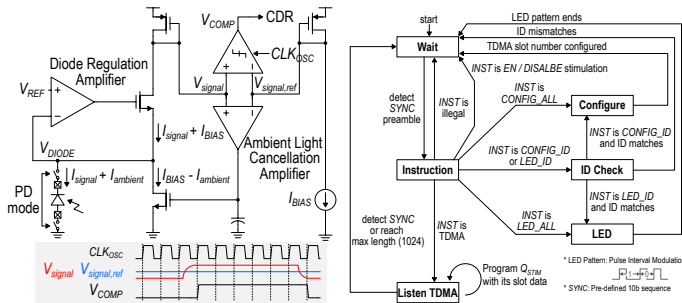 V_COMP
CDR
CLK_OSC
Diode Regulation
Amplifier
V_signal
V_signal,ref
V_REF
I_signal + I_BIAS
Ambient Light
Cancellation
Amplifier
V_DIODE
I_signal + I_ambient
I_BIAS - I_ambient
I_BIAS
PD
mode
CLK_OSC
V_signal V_signal,ref
V_COMP
start
LED pattern ends
ID mismatches
TDMA slot number configured
Wait
INST is EN / DISALBE stimulation
detect
SYNC
preamble
INST is
illegal
INST is
CONFIG_ALL
Configure
INST is CONFIG_ID
or LED_ID
INST is CONFIG_ID
and ID matches
Instruction
ID Check
INST is
LED_ALL
INST is LED_ID
and ID matches
detect SYNC
or reach
max length (1024)
INST is
TDMA
LED
Program Q_STIM
with its slot data
* LED Pattern: Pulse Interval Modulatio
Listen TDMA
* SYNC: Pre-defined 10b sequence